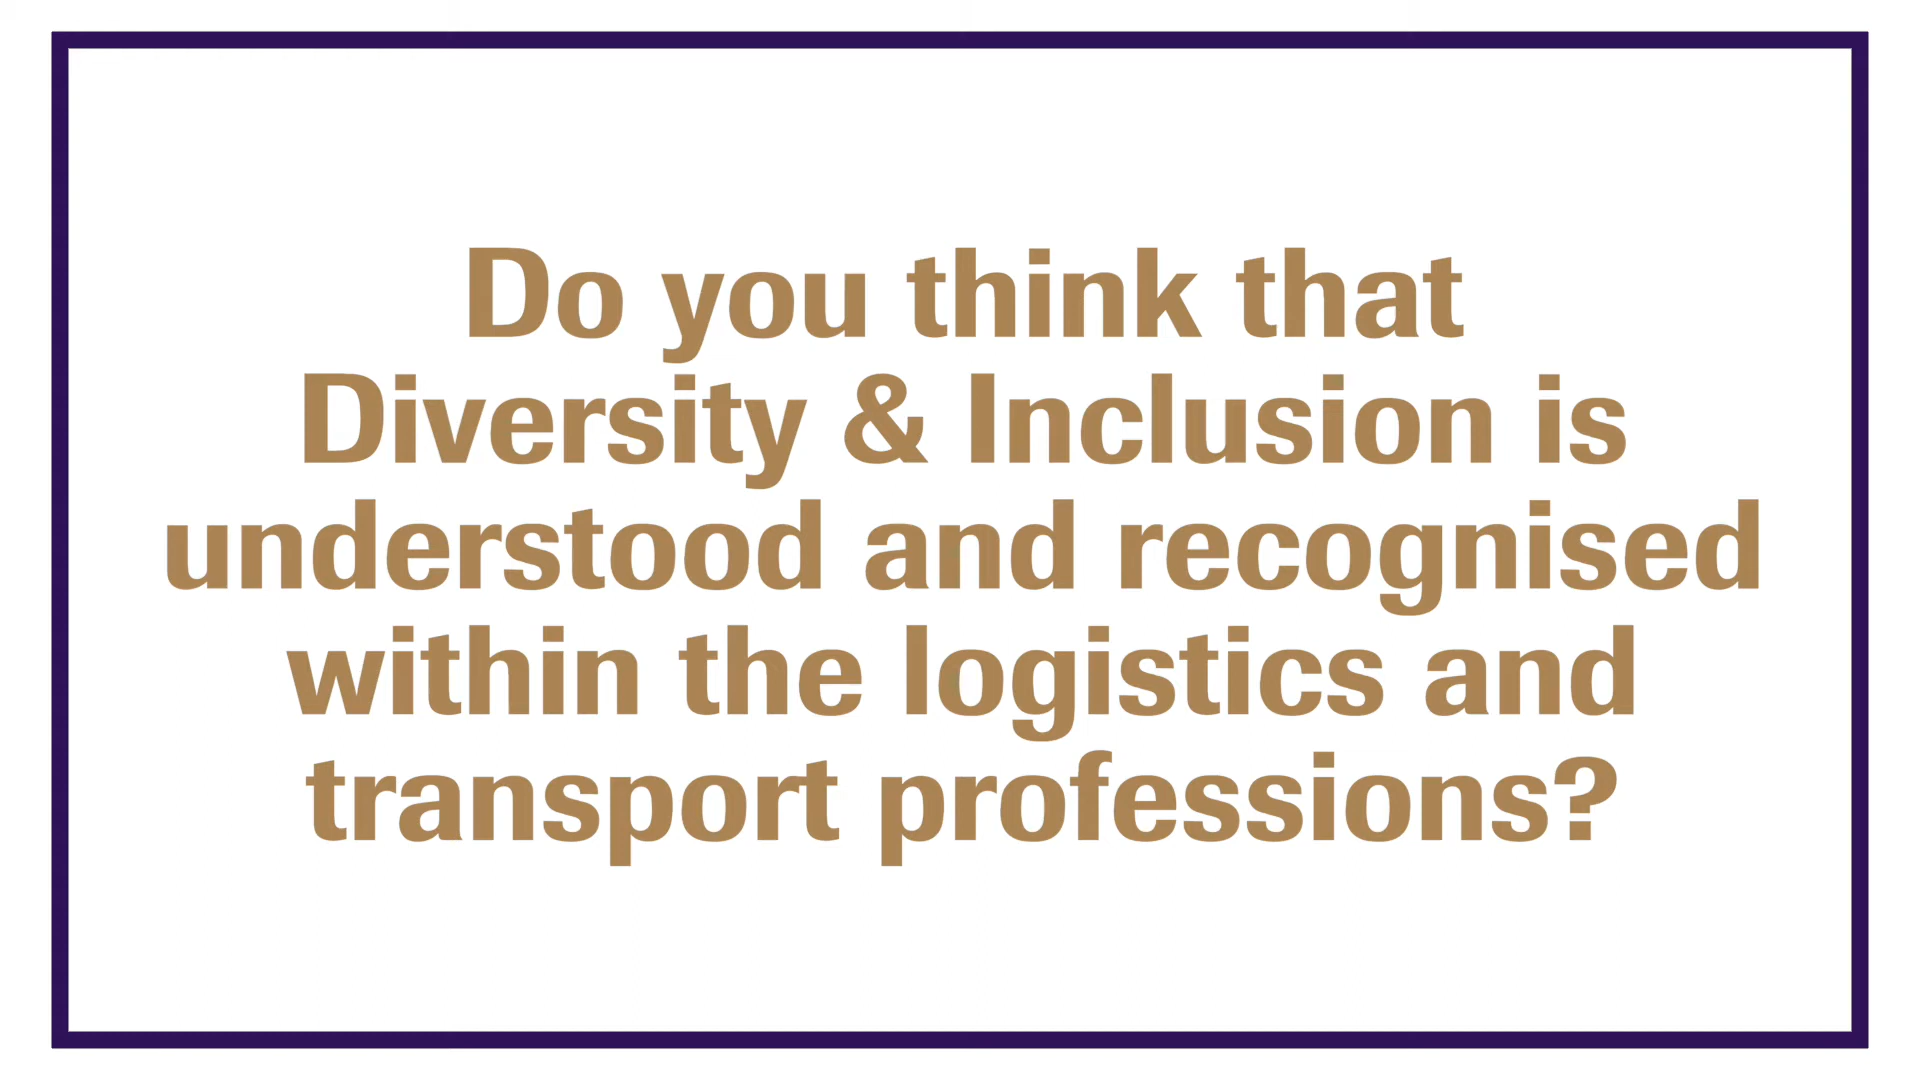 Do you think that
Diversity & Inclusion is
understood and recognised
within the logistics and
transport professions?